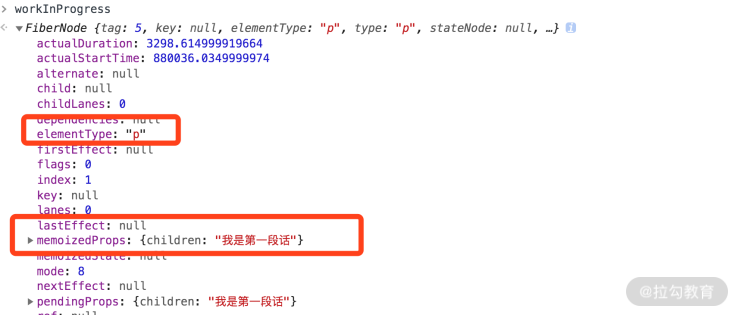 workInProgress
FiberNode {tag: 5, key: null, elementType: "p", type: "p", stateNode: null, …}
actualDuration: 3298.614999919664
actualStartTime: 880036.0349999974
alternate: null
child: null
childLanes: 0
dependencies: null
elementType: "p"
firstEffect: null
flags: 0
index: 1
key: null
lanes: 0
lastEffect: null
memoizedProps: {children: "我是第一段话"}
memoizedState: null
mode: 8
nextEffect: null
pendingProps: {children: "我是第一段话"}
ref: null
@拉勾教育